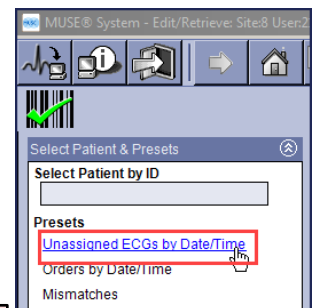 MUSE® System - Edit/Retrieve: Site:8 User:2
Select Patient & Presets
Select Patient by ID
Presets
Unassigned ECGs by Date/Time
Orders by Date/Time
Mismatches